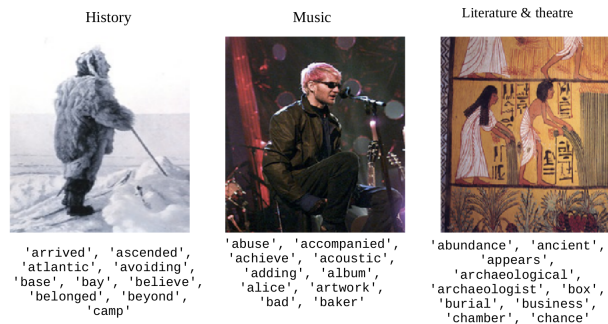 History
'arrived', 'ascended',
'atlantic', 'avoiding',
'base', 'bay', 'believe',
'belonged', 'beyond',
'camp'
Music
'abuse', 'accompanied',
'achieve', 'acoustic',
'adding', 'album',
'alice', 'artwork',
'bad', 'baker'
Literature & theatre
'abundance', 'ancient',
'appears',
'archaeological',
'archaeologist', 'box',
'burial', 'business',
'chamber', 'chance'